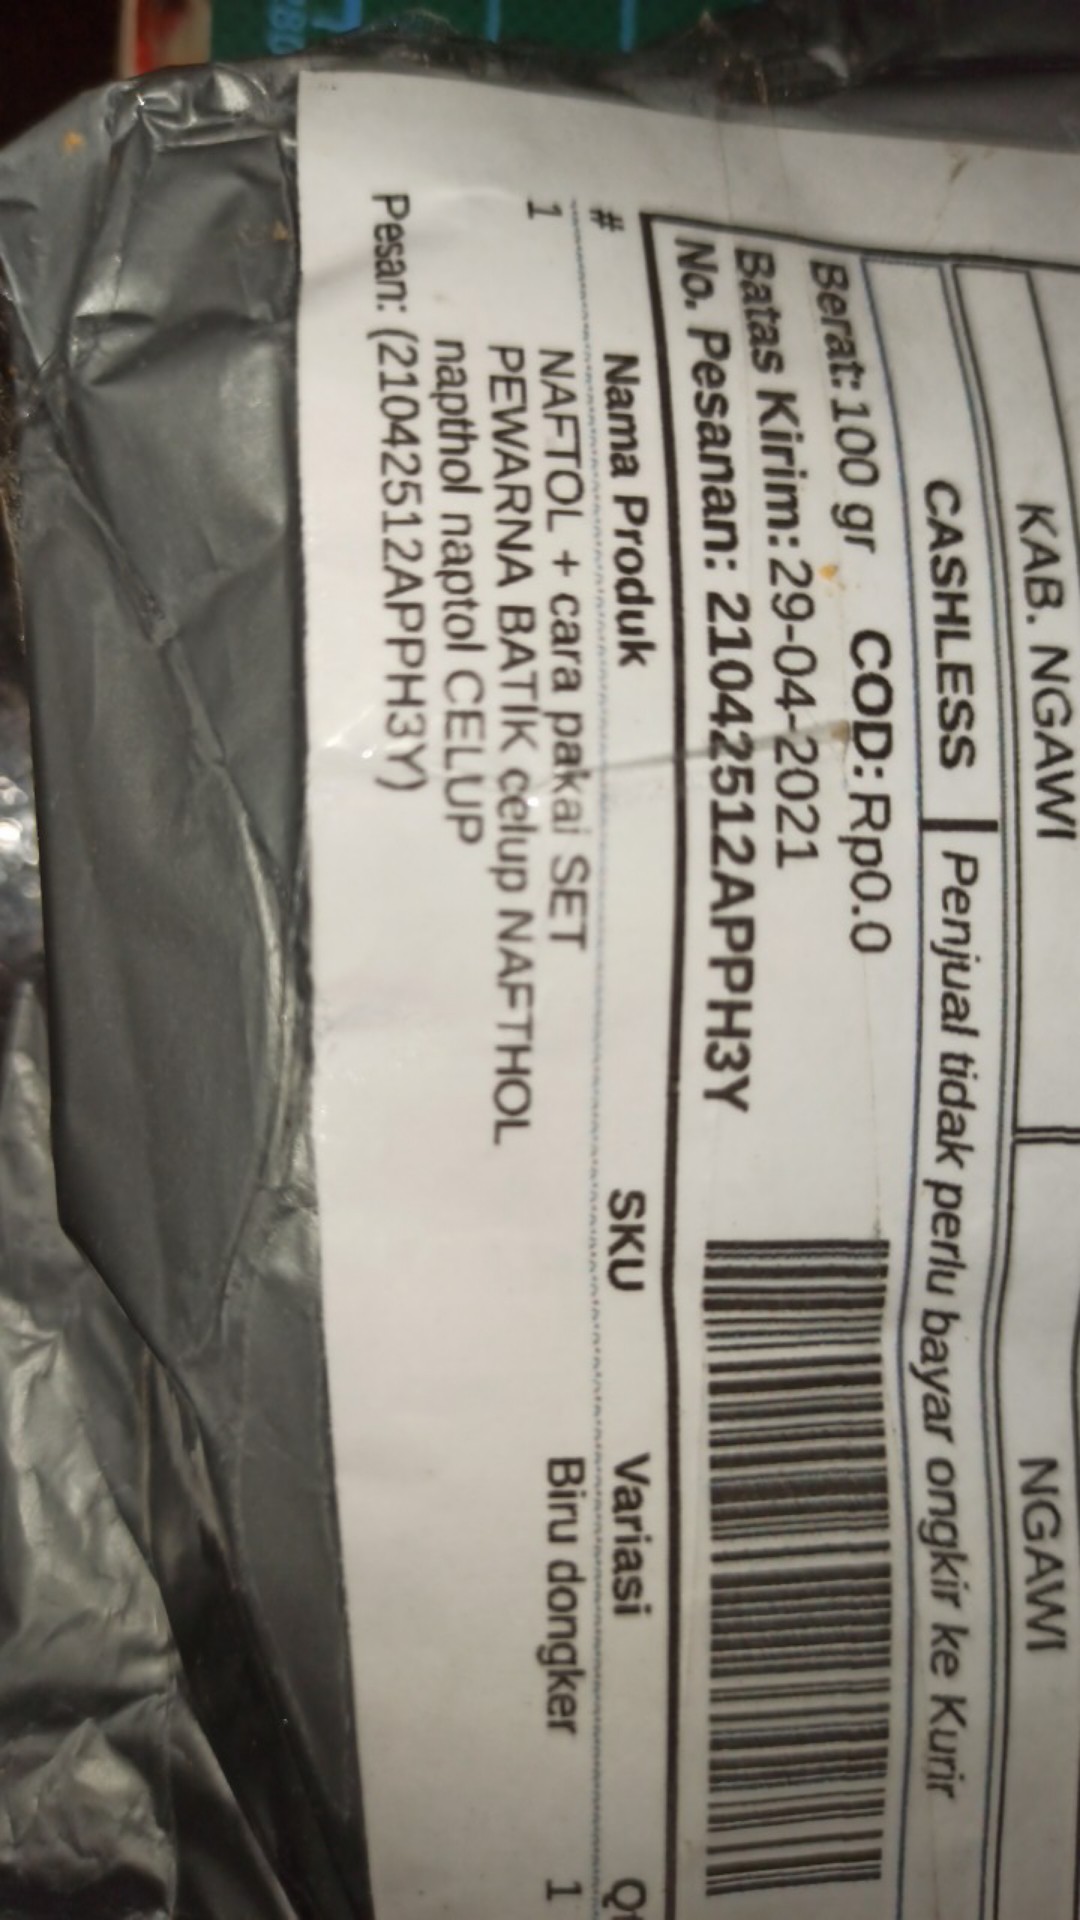 KAB. NGAWI NGAWI
CASHLESS Penjual tidak perlu bayar ongkir ke Kurir
Berat: 100 gr COD: Rp0.0
Batas Kirim: 29-04-2021
No. Pesanan: 21042512APPH3Y
# Nama Produk SKU Variasi
1 NAFTOL + cara pakai SET Biru dongker 1
PEWARNA BATIK celup NAFTHOL
napthol naptol CELUP
Pesan: (21042512APPH3Y)